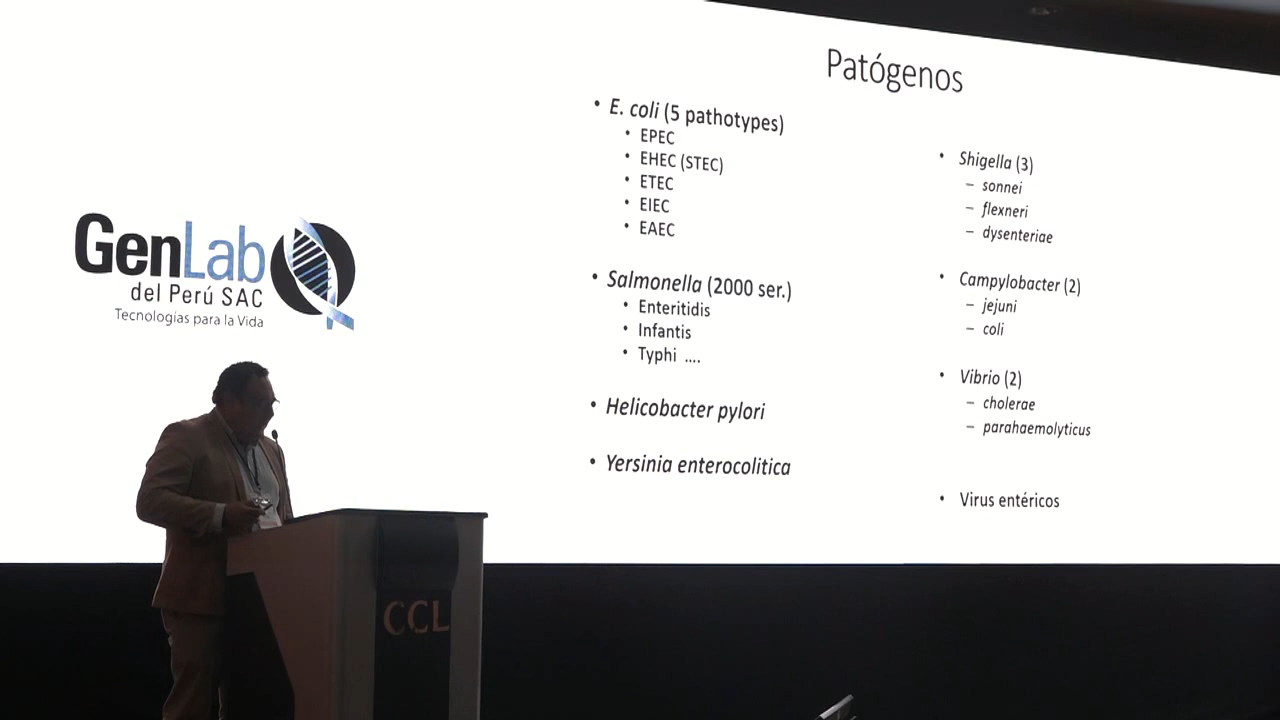 Patógenos
• E. coli (5 pathotypes)
• EPEC
• EHEC (STEC)
• ETEC
• EIEC
• EAEC
• Salmonella (2000 ser.)
• Enteritidis
• Infantis
• Typhi ....
• Helicobacter pylori
• Yersinia enterocolitica
• Shigella (3)
– sonnei
– flexneri
– dysenteriae
• Campylobacter (2)
– jejuni
– coli
• Vibrio (2)
– cholerae
– parahaemolyticus
• Virus entéricos
GenLab
del Perú SAC
Tecnologías para la Vida
CCL